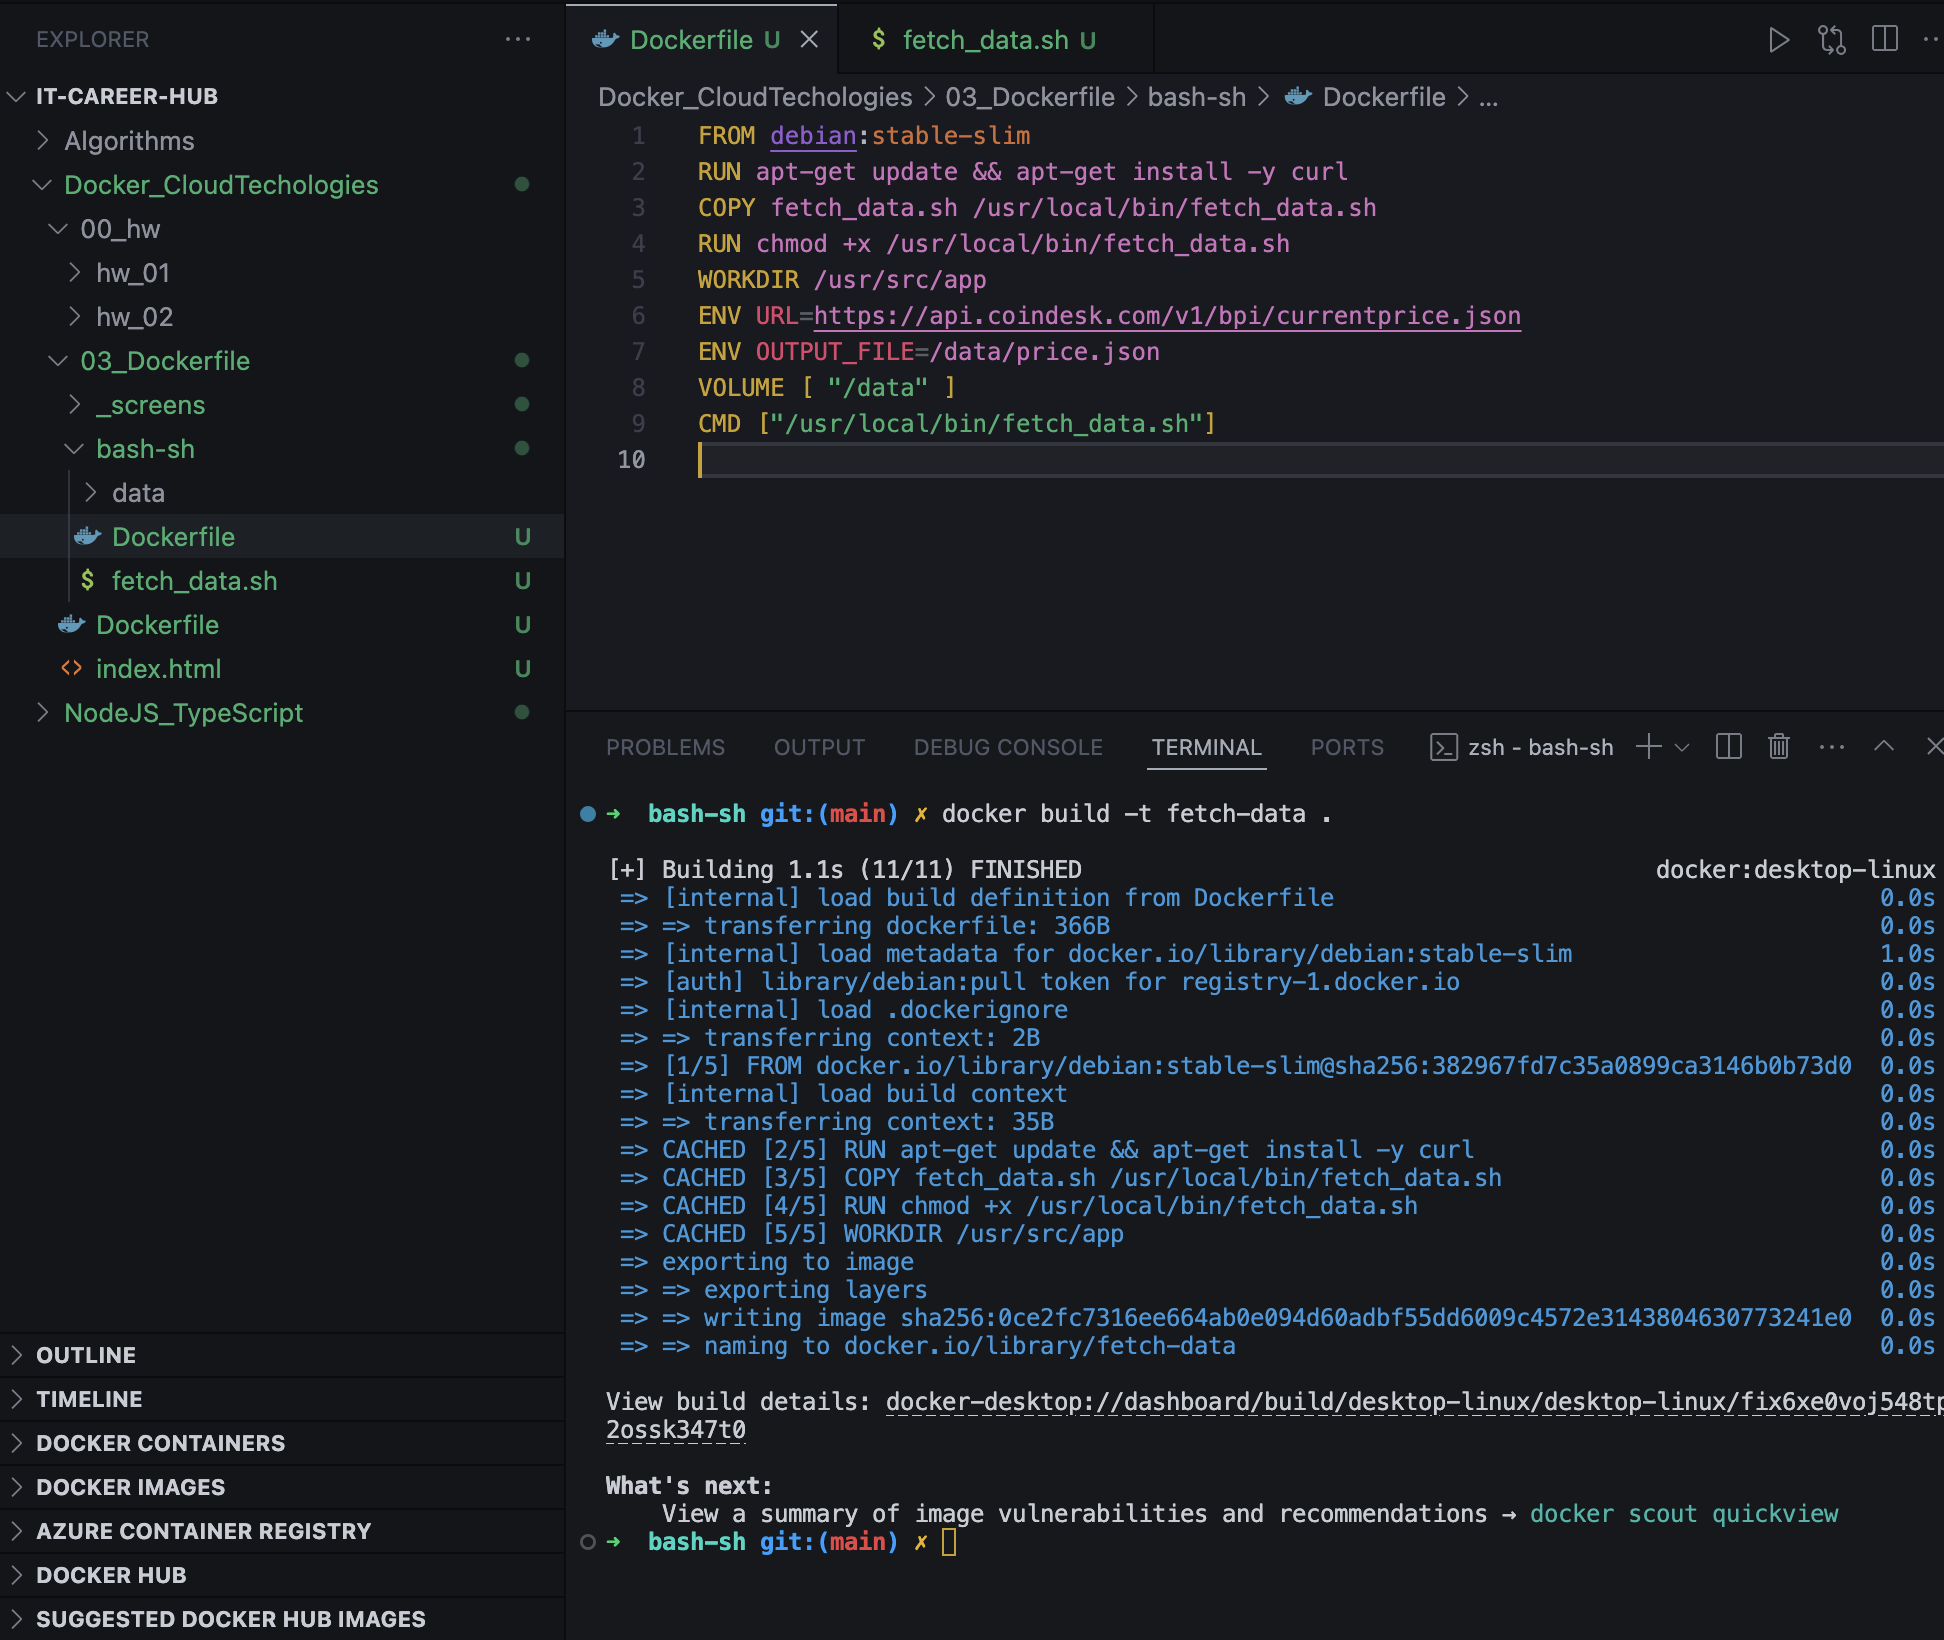 EXPLORER
IT-CAREER-HUB
Algorithms
Docker_CloudTechologies
00_hw
hw_01
hw_02
03_Dockerfile
_screens
bash-sh
data
Dockerfile U
fetch_data.sh U
Dockerfile U
index.html U
NodeJS_TypeScript
OUTLINE
TIMELINE
DOCKER CONTAINERS
DOCKER IMAGES
AZURE CONTAINER REGISTRY
DOCKER HUB
SUGGESTED DOCKER HUB IMAGES
Dockerfile U
$ fetch_data.sh U
Docker_CloudTechologies > 03_Dockerfile > bash-sh > Dockerfile > ...
1 FROM debian:stable-slim
2 RUN apt-get update && apt-get install -y curl
3 COPY fetch_data.sh /usr/local/bin/fetch_data.sh
4 RUN chmod +x /usr/local/bin/fetch_data.sh
5 WORKDIR /usr/src/app
6 ENV URL=https://api.coindesk.com/v1/bpi/currentprice.json
7 ENV OUTPUT_FILE=/data/price.json
8 VOLUME [ "/data" ]
9 CMD ["/usr/local/bin/fetch_data.sh"]
10
PROBLEMS OUTPUT DEBUG CONSOLE TERMINAL PORTS zsh - bash-sh
➜ bash-sh git:(main) ✗ docker build -t fetch-data .
[+] Building 1.1s (11/11) FINISHED docker:desktop-linux
=> [internal] load build definition from Dockerfile 0.0s
=> => transferring dockerfile: 366B 0.0s
=> [internal] load metadata for docker.io/library/debian:stable-slim 1.0s
=> [auth] library/debian:pull token for registry-1.docker.io 0.0s
=> [internal] load .dockerignore 0.0s
=> => transferring context: 2B 0.0s
=> [1/5] FROM docker.io/library/debian:stable-slim@sha256:382967fd7c35a0899ca3146b0b73d0 0.0s
=> [internal] load build context 0.0s
=> => transferring context: 35B 0.0s
=> CACHED [2/5] RUN apt-get update && apt-get install -y curl 0.0s
=> CACHED [3/5] COPY fetch_data.sh /usr/local/bin/fetch_data.sh 0.0s
=> CACHED [4/5] RUN chmod +x /usr/local/bin/fetch_data.sh 0.0s
=> CACHED [5/5] WORKDIR /usr/src/app 0.0s
=> exporting to image 0.0s
=> => exporting layers 0.0s
=> => writing image sha256:0ce2fc7316ee664ab0e094d60adbf55dd6009c4572e3143804630773241e0 0.0s
=> => naming to docker.io/library/fetch-data 0.0s
View build details: docker-desktop://dashboard/build/desktop-linux/desktop-linux/fix6xe0voj548tp
2ossk347t0
What's next:
View a summary of image vulnerabilities and recommendations → docker scout quickview
➜ bash-sh git:(main) ✗